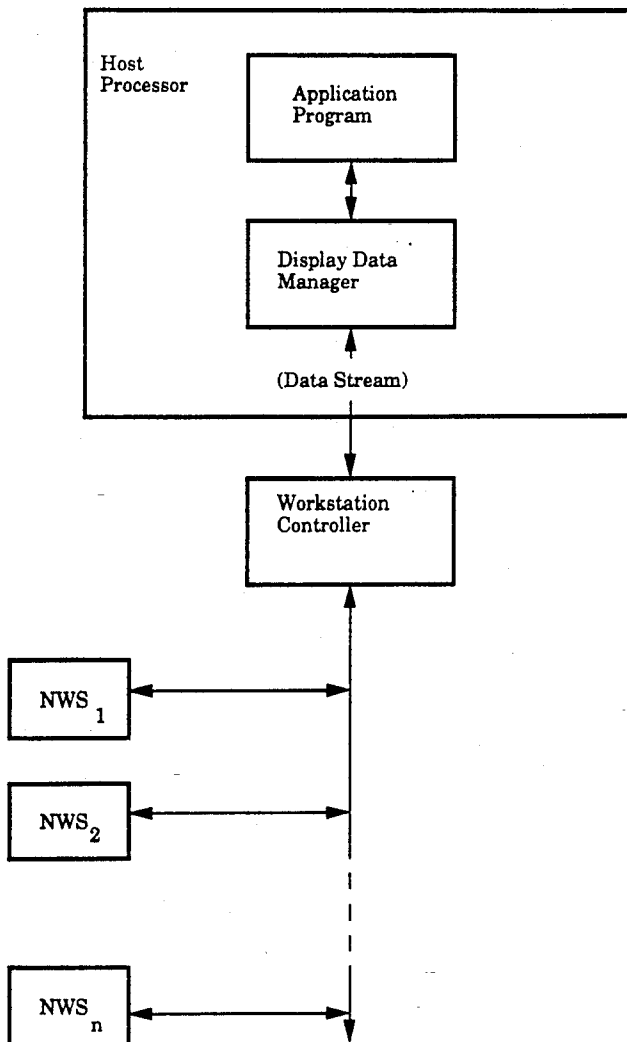 Host
Processor
Application
Program
Display Data
Manager
(Data Stream)
Workstation
Controller
NWS 1
NWS 2
NWS n